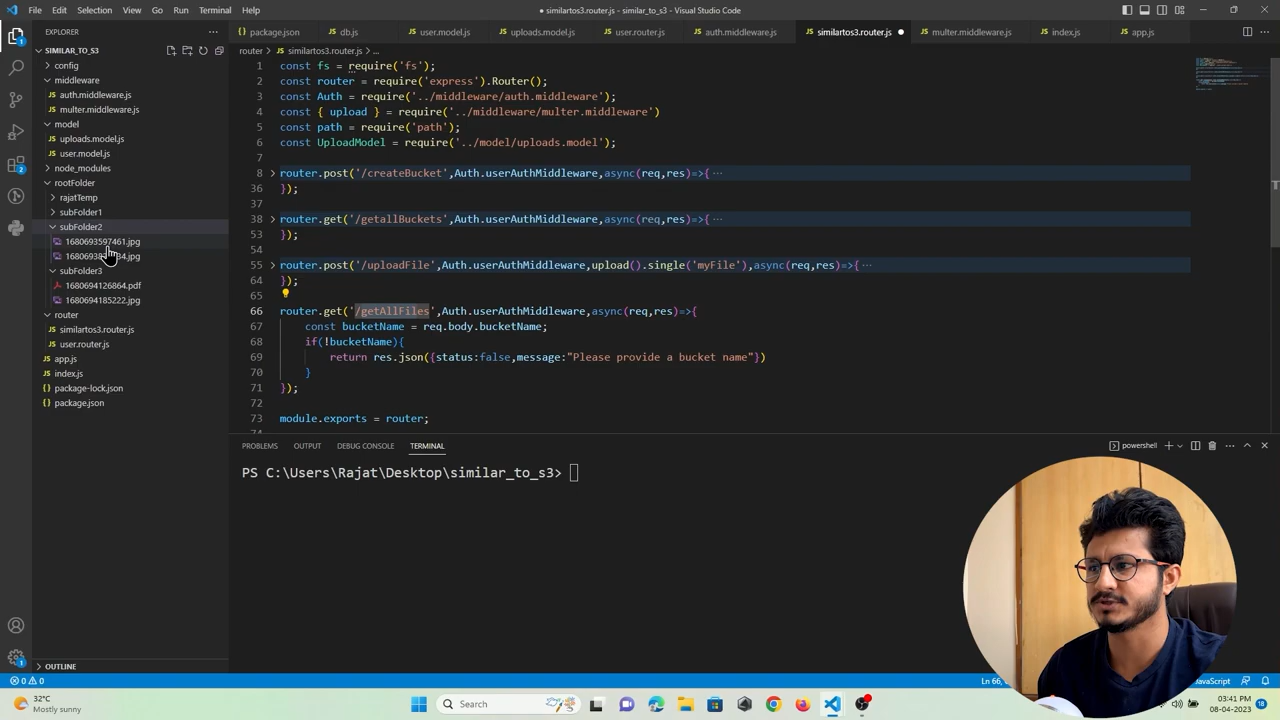 File Edit Selection View Go Run Terminal Help
● similartos3.router.js - similar_to_s3 - Visual Studio Code
EXPLORER
SIMILAR_TO_S3
config
middleware
auth.middleware.js
multer.middleware.js
model
uploads.model.js
user.model.js
node_modules
rootFolder
rajatTemp
subFolder1
subFolder2
1680693597461.jpg
subFolder3
1680694126864.pdf
1680694185222.jpg
router
similartos3.router.js
user.router.js
app.js
index.js
package-lock.json
package.json
OUTLINE
package.json db.js user.model.js uploads.model.js user.router.js auth.middleware.js similartos3.router.js multer.middleware.js index.js app.js
router > similartos3.router.js > ...
1 const fs = require('fs');
2 const router = require('express').Router();
3 const Auth = require('../middleware/auth.middleware');
4 const { upload } = require('../middleware/multer.middleware')
5 const path = require('path');
6 const UploadModel = require('../model/uploads.model');
7
8 router.post('/createBucket',Auth.userAuthMiddleware,async(req,res)=>{ ...
36 });
37
38 router.get('/getallBuckets',Auth.userAuthMiddleware,async(req,res)=>{ ...
53 });
54
55 router.post('/uploadFile',Auth.userAuthMiddleware,upload().single('myFile'),async(req,res)=>{ ...
64 });
65
66 router.get('/getAllFiles',Auth.userAuthMiddleware,async(req,res)=>{
67 const bucketName = req.body.bucketName;
68 if(!bucketName){
69 return res.json({status:false,message:"Please provide a bucket name"})
70 }
71 });
72
73 module.exports = router;
PROBLEMS OUTPUT DEBUG CONSOLE TERMINAL
powershell
PS C:\Users\Rajat\Desktop\similar_to_s3>
0 0
Ln 66,
JavaScript
32°C
Mostly sunny
Search
03:41 PM
08-04-2023
18